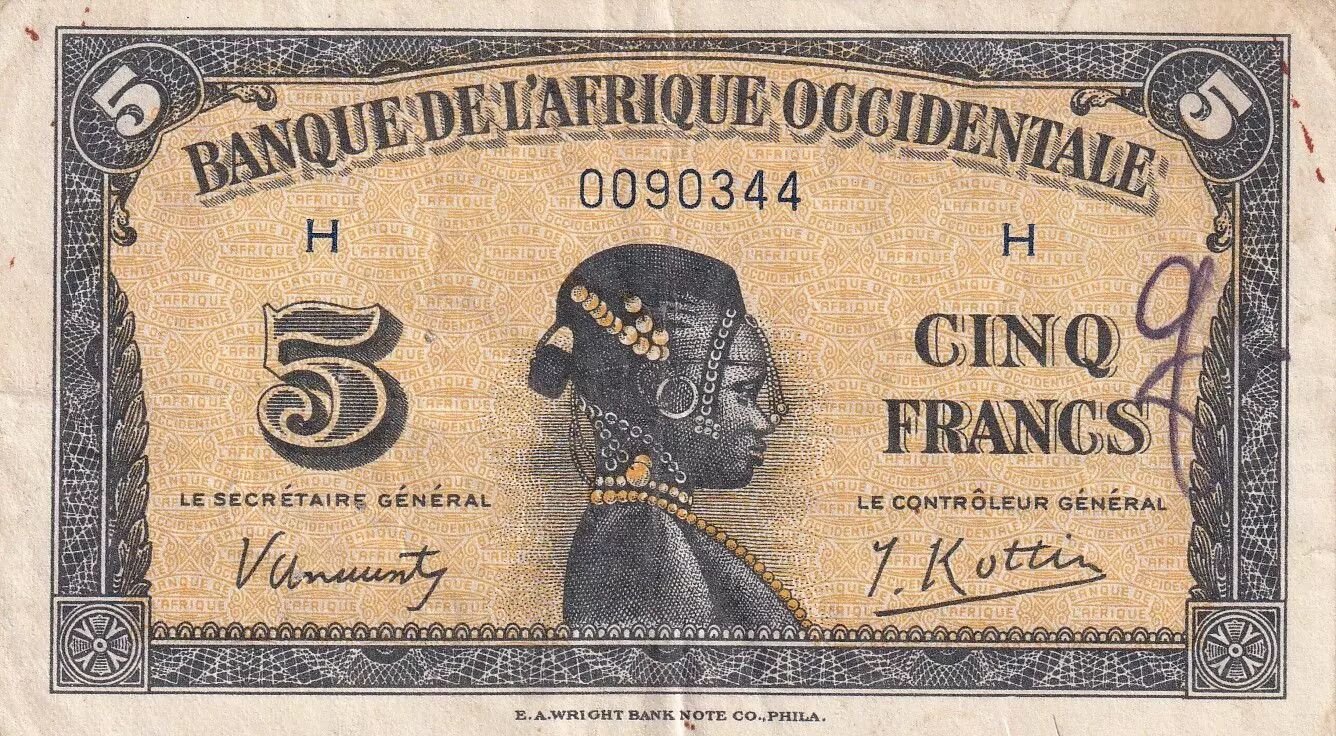 5 5
BANQUE DE L'AFRIQUE OCCIDENTALE
0090344
H H
5
CINQ
FRANCS
LE SECRÉTAIRE GÉNÉRAL
LE CONTRÔLEUR GÉNÉRAL
E. A. WRIGHT BANK NOTE CO., PHILA.